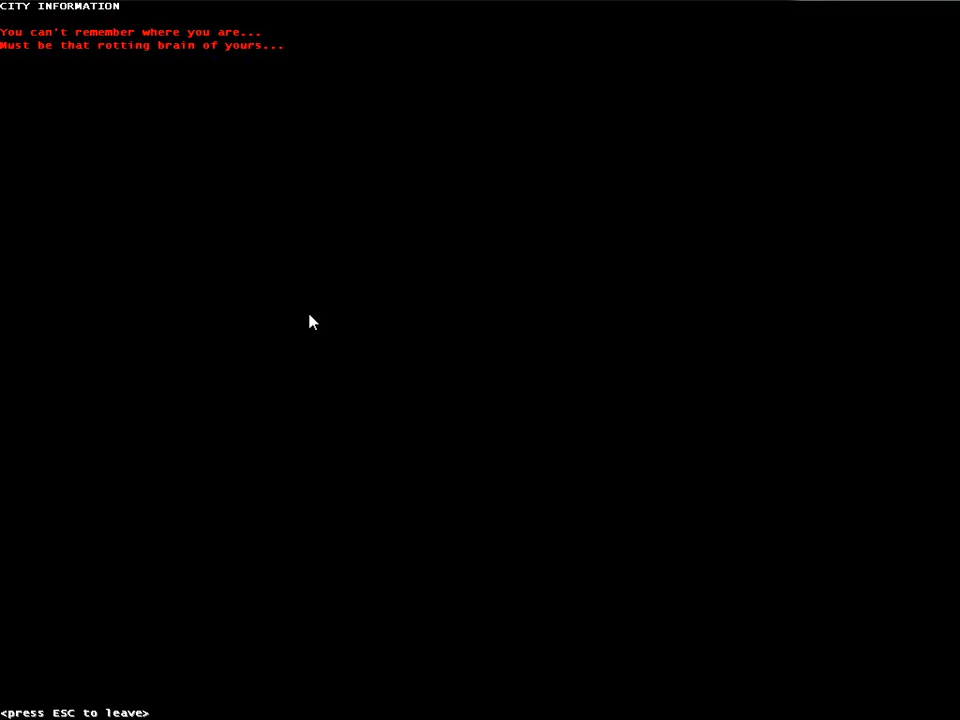 CITY INFORMATION
You can't remember where you are...
Must be that rotting brain of yours...
<press ESC to leave>